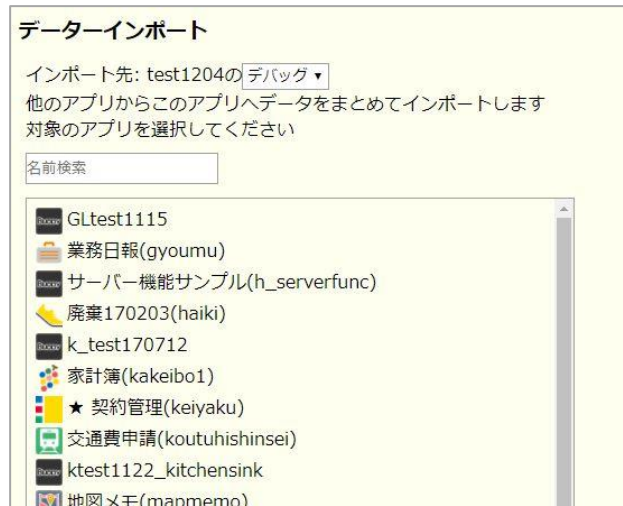 データーインポート
インポート先: test1204の デバッグ ▾
他のアプリからこのアプリへデータをまとめてインポートします
対象のアプリを選択してください
名前検索
GLtest1115
業務日報(gyoumu)
サーバー機能サンプル(h_serverfunc)
廃棄170203(haiki)
k_test170712
家計簿(kakeibo1)
★ 契約管理(keiyaku)
交通費申請(koutuhishinsei)
ktest1122_kitchensink
地図メモ(mapmemo)